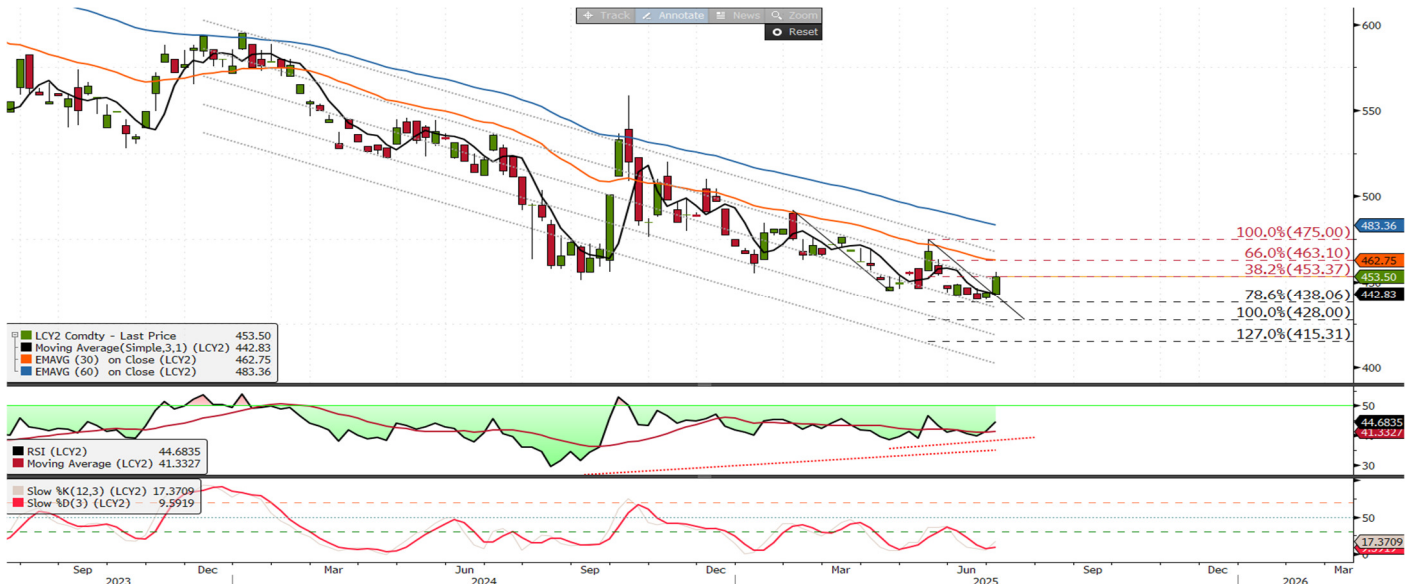 Track Annotate News Zoom
Reset
600
550
500
483.36
462.75
453.50
442.83
400
100.0%(475.00)
66.0%(463.10)
38.2%(453.37)
78.6%(438.06)
100.0%(428.00)
127.0%(415.31)
LCY2 Comdty - Last Price 453.50
Moving Average(Simple,3,1) (LCY2) 442.83
EMAVG (30) on Close (LCY2) 462.75
EMAVG (60) on Close (LCY2) 483.36
50
44.6835
41.3327
30
RSI (LCY2) 44.6835
Moving Average (LCY2) 41.3327
Slow %K(12,3) (LCY2) 17.3709
Slow %D(3) (LCY2) 9.5919
50
17.3709
9.5919
0
Sep Dec Mar Jun Sep Dec Mar Jun Sep Dec Mar
2023 2024 2025 2026